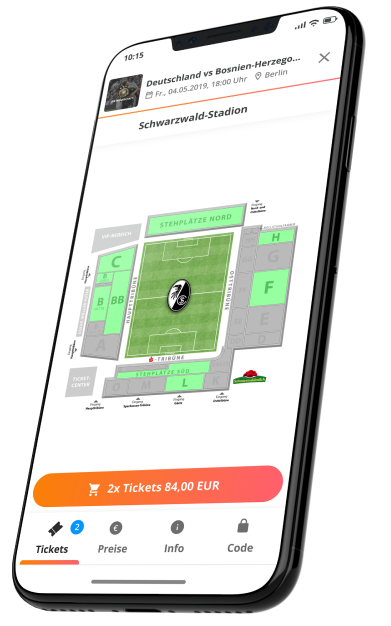 10:15
Deutschland vs Bosnien-Herzego...
Fr., 04.05.2019, 18:00 Uhr Berlin
Schwarzwald-Stadion
STEHPLÄTZE NORD
VIP-BEREICH
H
C
G
B
BB
F
HAUPTTRIBÜNE
OSTTRIBÜNE
A
E
D
-TRIBÜNE
STEHPLÄTZE SÜD
TICKET-
CENTER
O
M
L
K
2x Tickets 84,00 EUR
2
€
i
Tickets
Preise
Info
Code